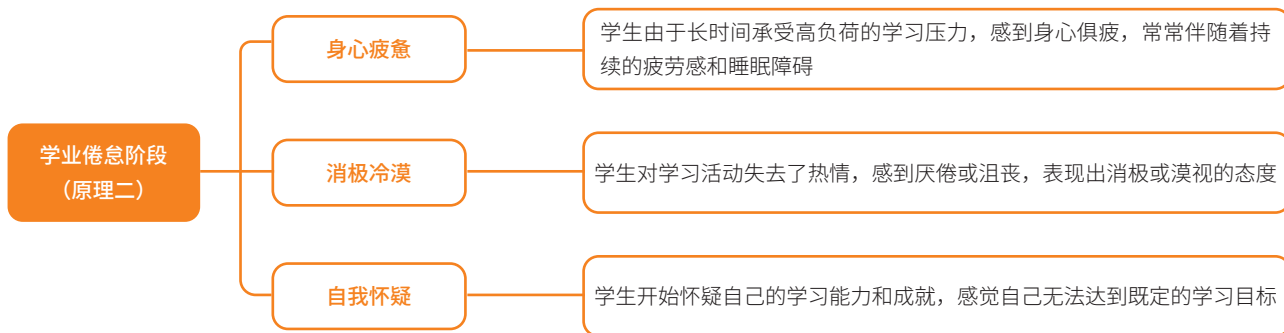 学业倦怠阶段
（原理二）
身心疲惫
学生由于长时间承受高负荷的学习压力，感到身心俱疲，常常伴随着持
续的疲劳感和睡眠障碍
消极冷漠
学生对学习活动失去了热情，感到厌倦或沮丧，表现出消极或漠视的态度
自我怀疑
学生开始怀疑自己的学习能力和成就，感觉自己无法达到既定的学习目标